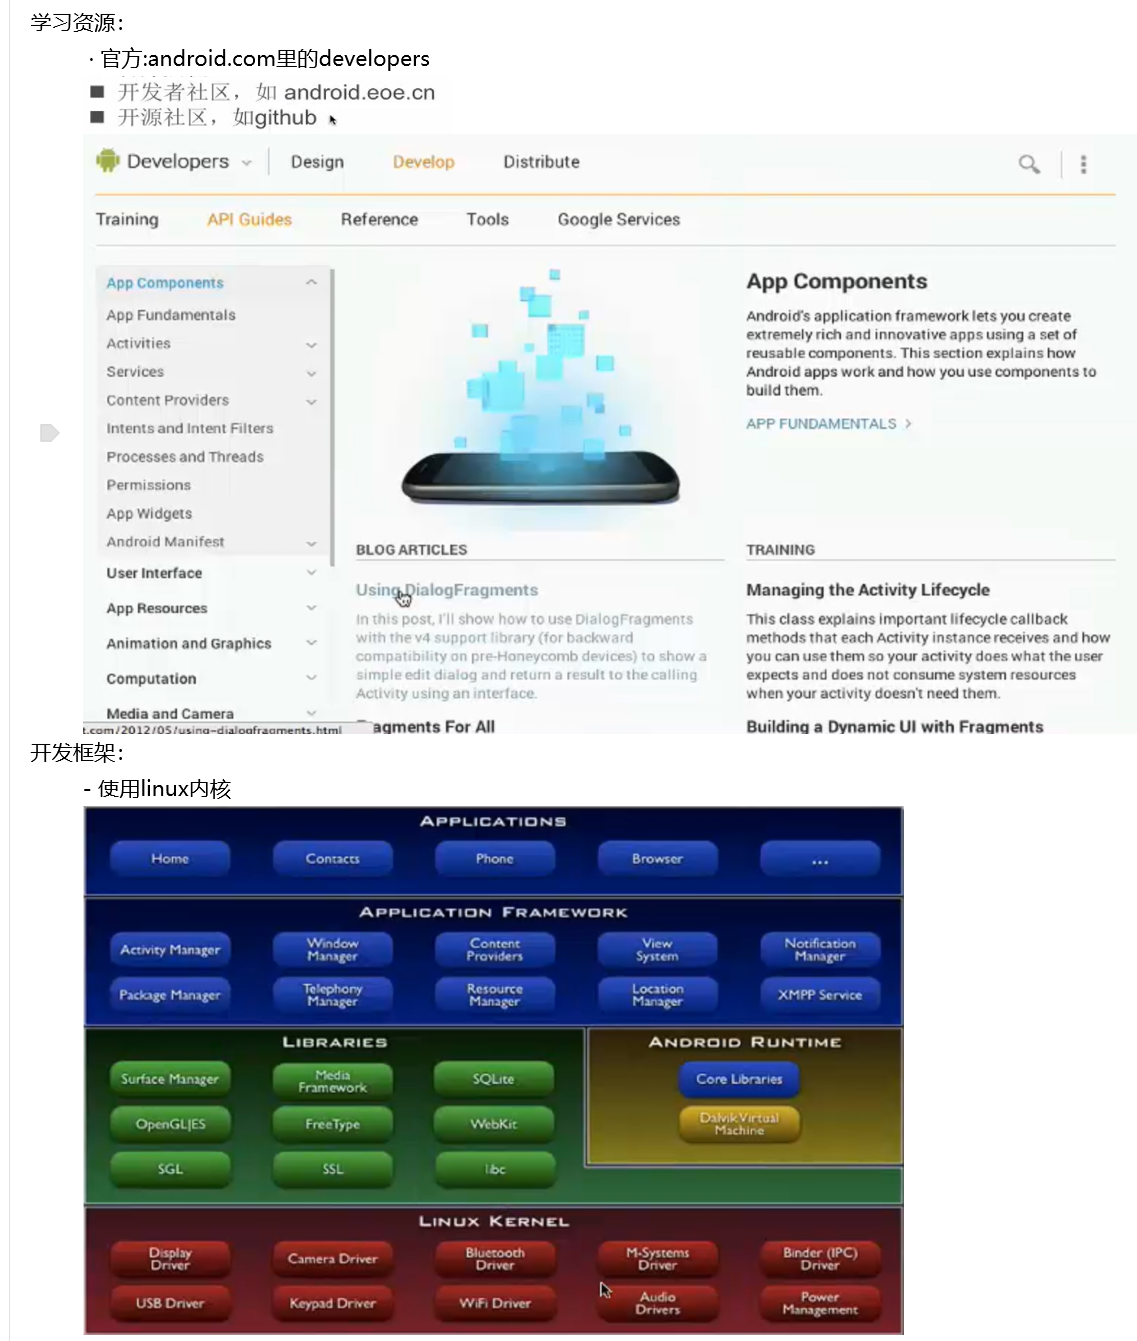 学习资源：
· 官方:android.com里的developers
■ 开发者社区，如 android.eoe.cn
■ 开源社区，如github
Developers Design Develop Distribute
Training API Guides Reference Tools Google Services
App Components
App Fundamentals
Activities
Services
Content Providers
Intents and Intent Filters
Processes and Threads
Permissions
App Widgets
Android Manifest
User Interface
App Resources
Animation and Graphics
Computation
Media and Camera
t.com/2012/05/using-dialogfragments.html
App Components
Android's application framework lets you create
extremely rich and innovative apps using a set of
reusable components. This section explains how
Android apps work and how you use components to
build them.
APP FUNDAMENTALS >
BLOG ARTICLES
Using DialogFragments
In this post, I'll show how to use DialogFragments
with the v4 support library (for backward
compatibility on pre-Honeycomb devices) to show a
simple edit dialog and return a result to the calling
Activity using an interface.
Fragments For All
TRAINING
Managing the Activity Lifecycle
This class explains important lifecycle callback
methods that each Activity instance receives and how
you can use them so your activity does what the user
expects and does not consume system resources
when your activity doesn't need them.
Building a Dynamic UI with Fragments
开发框架：
- 使用linux内核
APPLICATIONS
Home Contacts Phone Browser ...
APPLICATION FRAMEWORK
Activity Manager Window Manager Content Providers View System Notification Manager
Package Manager Telephony Manager Resource Manager Location Manager XMPP Service
LIBRARIES
Surface Manager Media Framework SQLite
OpenGL|ES FreeType WebKit
SGL SSL libc
ANDROID RUNTIME
Core Libraries
Dalvik Virtual Machine
LINUX KERNEL
Display Driver Camera Driver Bluetooth Driver M-Systems Driver Binder (IPC) Driver
USB Driver Keypad Driver WiFi Driver Audio Drivers Power Management